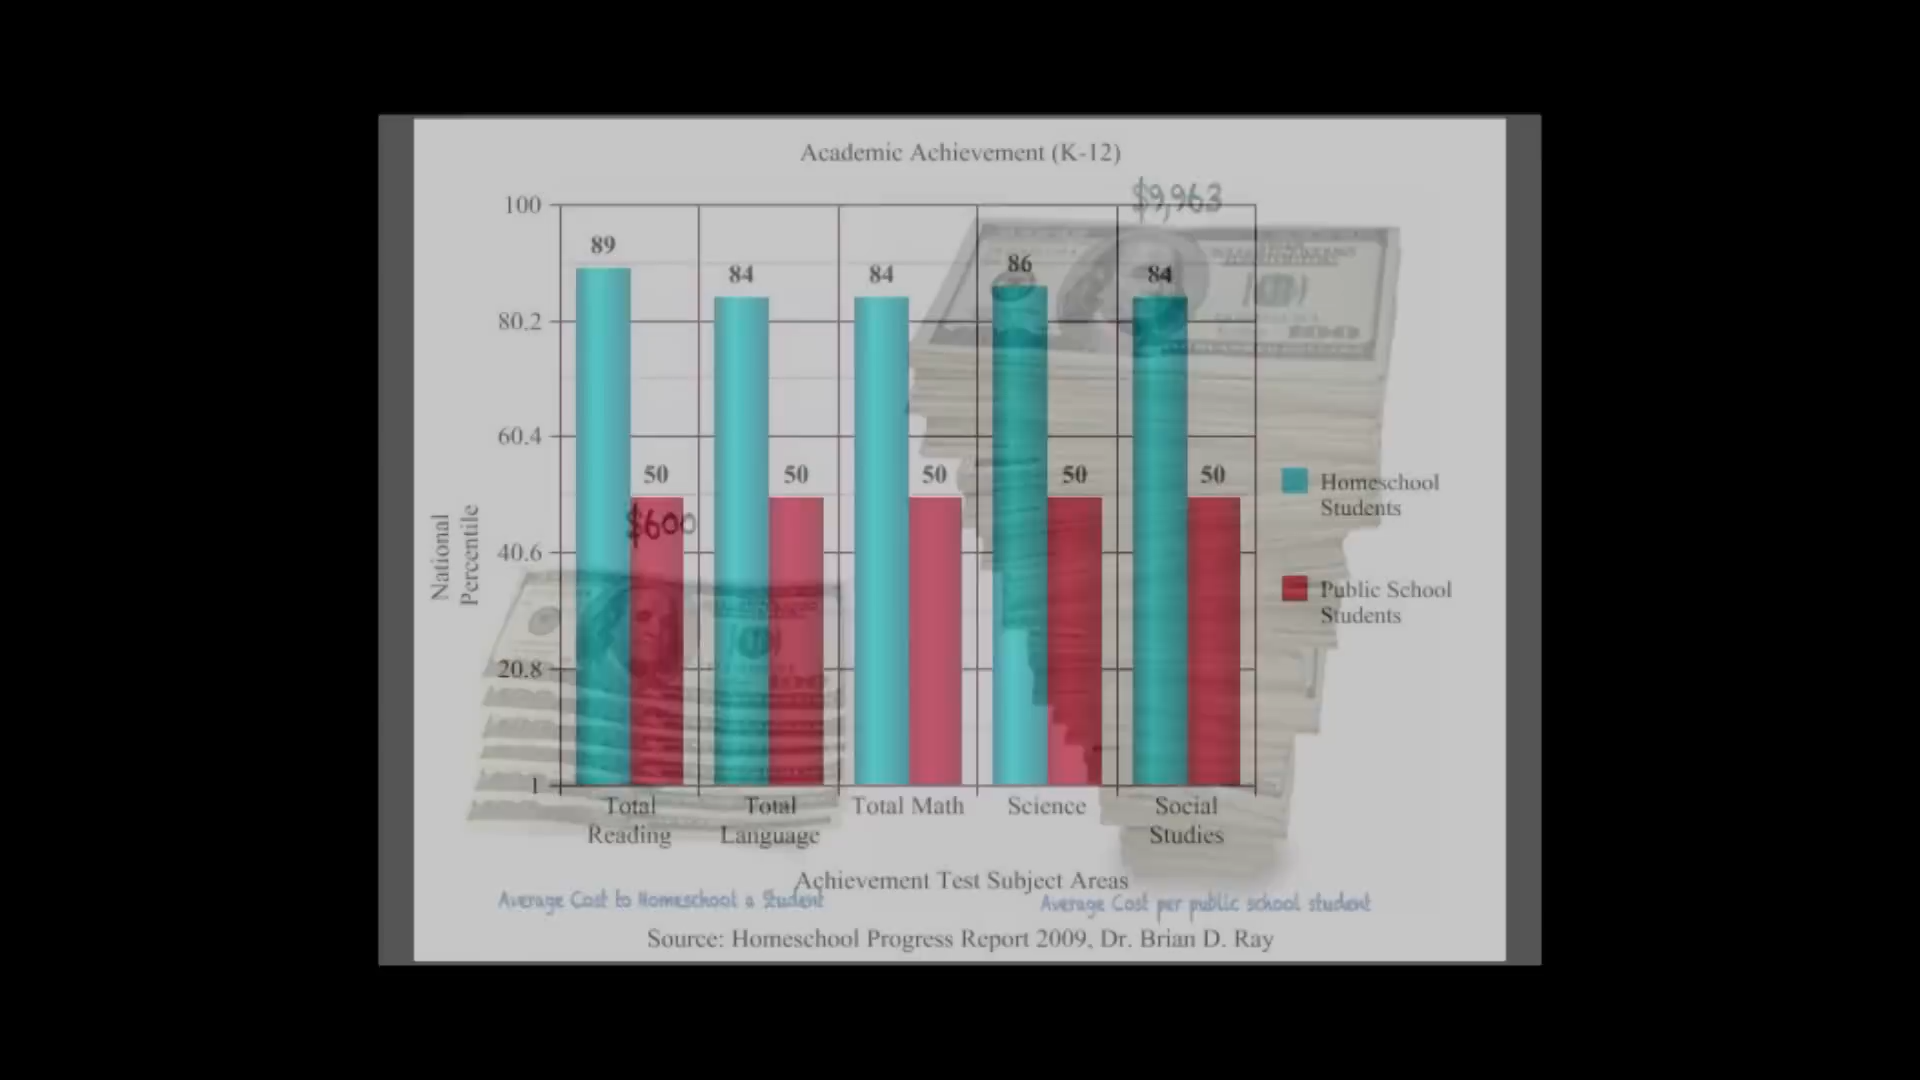 Academic Achievement (K-12)
$9,963
100
89
84
84
86
84
80.2
60.4
50
50
50
50
50
Homeschool
Students
$600
National
Percentile
40.6
Public School
Students
20.8
1
Total
Reading
Total
Language
Total Math
Science
Social
Studies
Achievement Test Subject Areas
Average Cost to Homeschool a Student
Average Cost per public school student
Source: Homeschool Progress Report 2009, Dr. Brian D. Ray